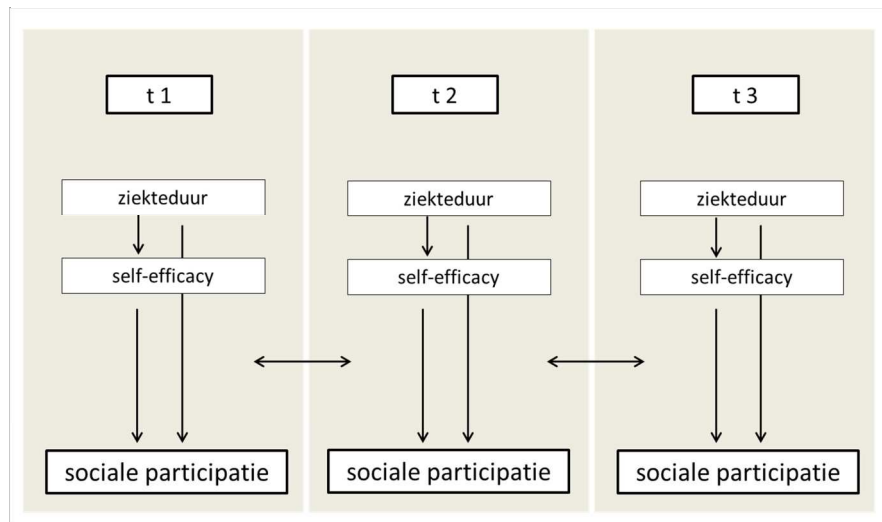 t 1
t 2
t 3
ziekteduur
ziekteduur
ziekteduur
self-efficacy
self-efficacy
self-efficacy
sociale participatie
sociale participatie
sociale participatie